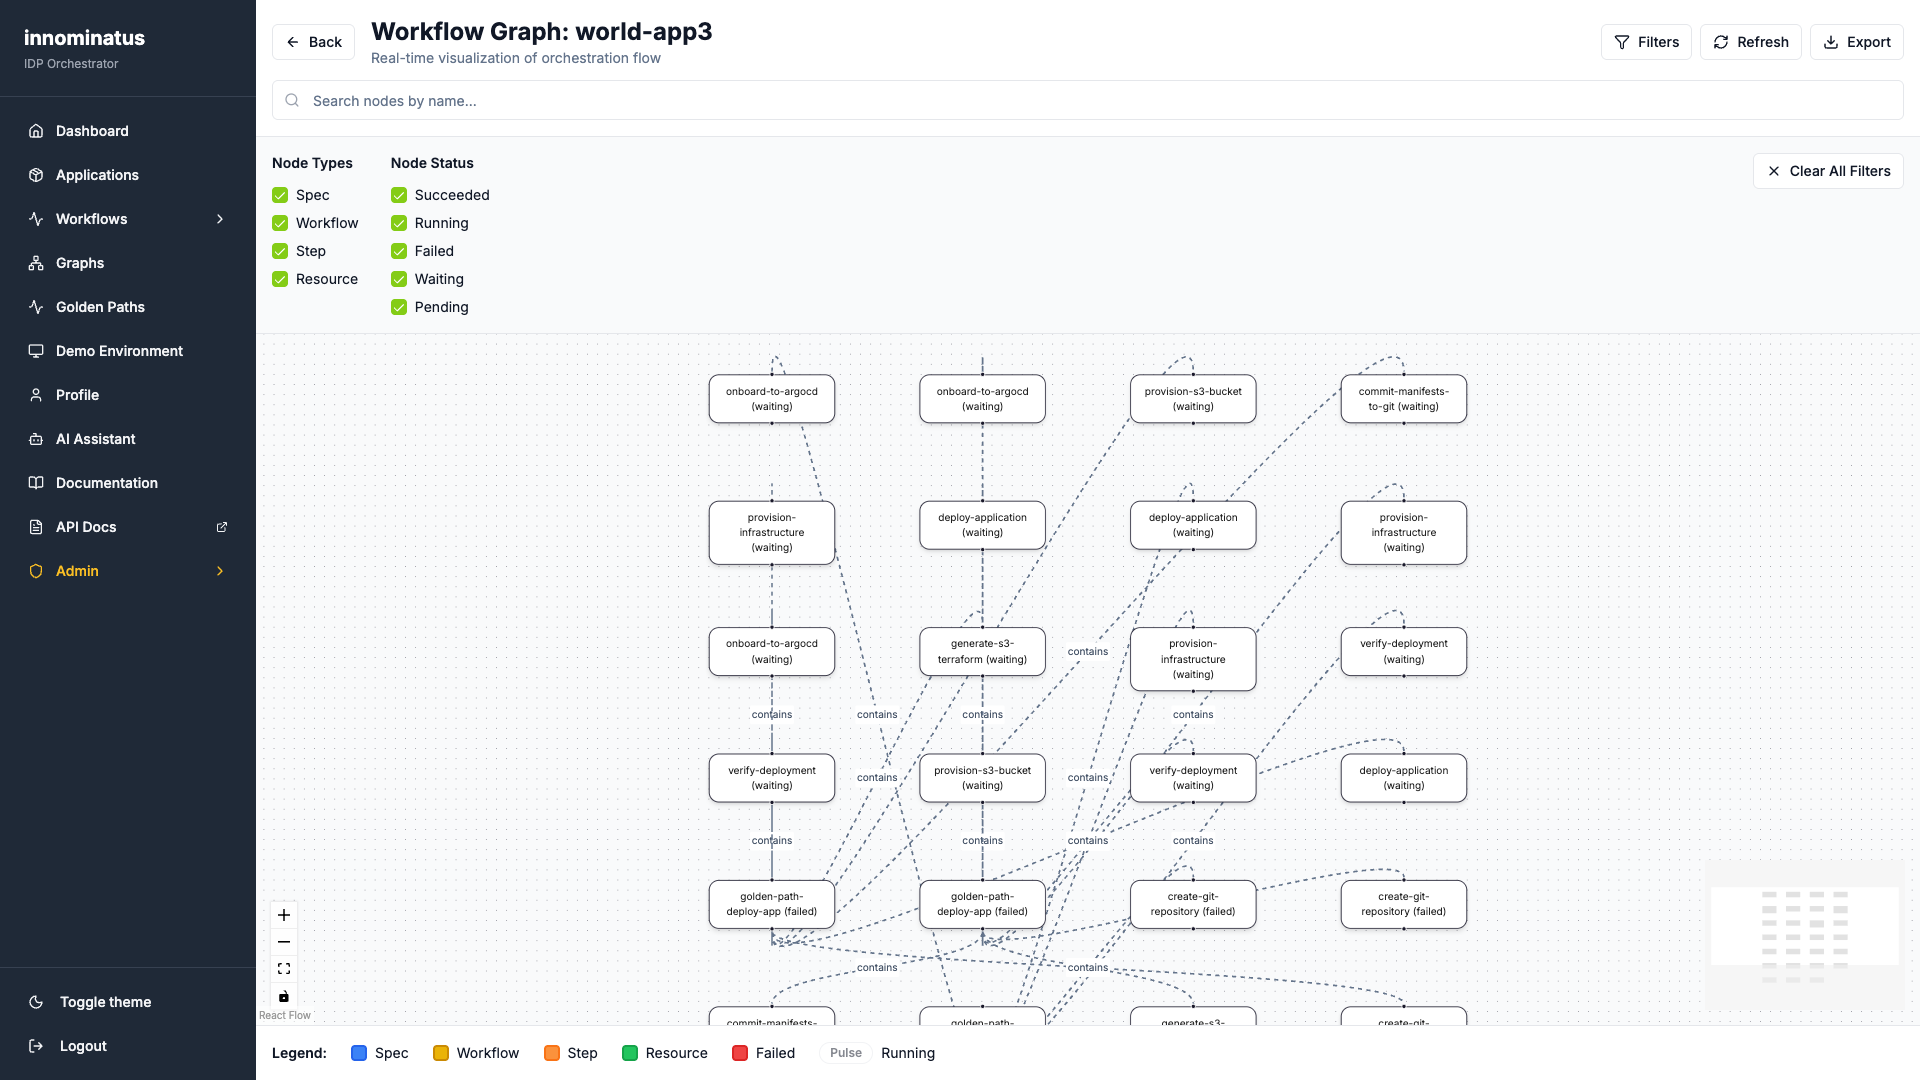 innominatus
IDP Orchestrator
Dashboard
Applications
Workflows
Graphs
Golden Paths
Demo Environment
Profile
AI Assistant
Documentation
API Docs
Admin
Toggle theme
Logout
Back
Workflow Graph: world-app3
Real-time visualization of orchestration flow
Filters
Refresh
Export
Search nodes by name...
Node Types
Spec
Workflow
Step
Resource
Node Status
Succeeded
Running
Failed
Waiting
Pending
Clear All Filters
onboard-to-argocd
(waiting)
onboard-to-argocd
(waiting)
provision-s3-bucket
(waiting)
commit-manifests-
to-git (waiting)
provision-
infrastructure
(waiting)
deploy-application
(waiting)
deploy-application
(waiting)
provision-
infrastructure
(waiting)
onboard-to-argocd
(waiting)
generate-s3-
terraform (waiting)
contains
provision-
infrastructure
(waiting)
verify-deployment
(waiting)
contains
contains
contains
contains
verify-deployment
(waiting)
contains
provision-s3-bucket
(waiting)
contains
verify-deployment
(waiting)
deploy-application
(waiting)
contains
contains
contains
contains
golden-path-
deploy-app (failed)
golden-path-
deploy-app (failed)
create-git-
repository (failed)
create-git-
repository (failed)
contains
contains
commit-manifests-
golden-path-
generate-s3-
create-git-
React Flow
Legend:
Spec
Workflow
Step
Resource
Failed
Pulse
Running